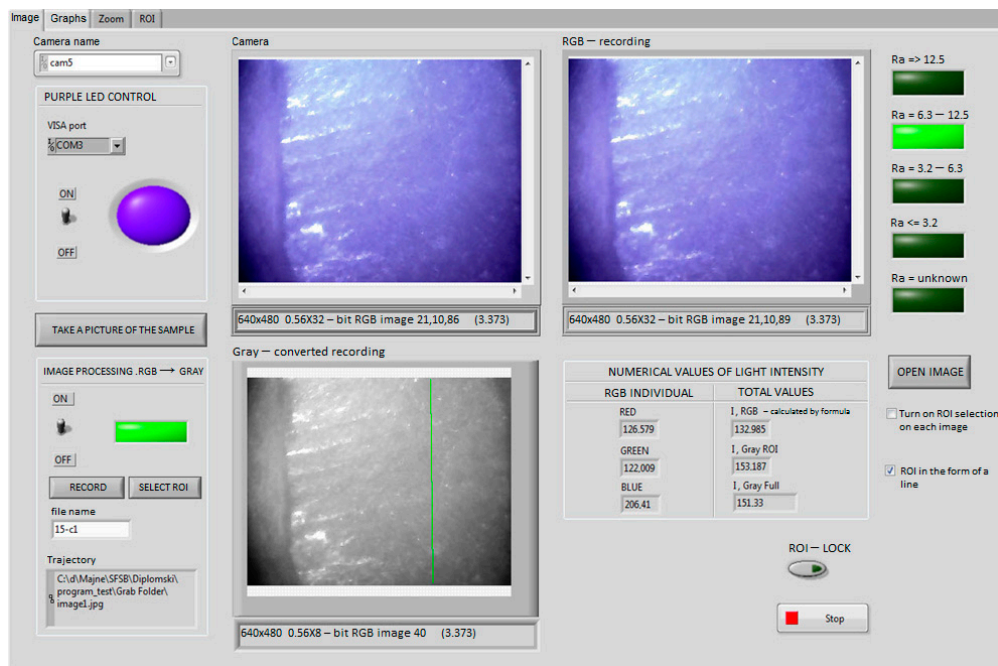 Image
Graphs
Zoom
ROI
Camera name
cam5
PURPLE LED CONTROL
VISA port
COM3
ON
OFF
TAKE A PICTURE OF THE SAMPLE
IMAGE PROCESSING .RGB → GRAY
ON
OFF
RECORD
SELECT ROI
file name
15-c1
Trajectory
C:\d\Majne\SFSB\Diplomski\
program_test\Grab Folder\
image1.jpg
Camera
640x480 0.56X32 – bit RGB image 21,10,86 (3.373)
RGB – recording
640x480 0.56X32 – bit RGB image 21,10,89 (3.373)
Gray – converted recording
640x480 0.56X8 – bit RGB image 40 (3.373)
NUMERICAL VALUES OF LIGHT INTENSITY
RGB INDIVIDUAL
TOTAL VALUES
RED
I, RGB – calculated by formula
126.579
132.985
GREEN
I, Gray ROI
122,009
153.187
BLUE
I, Gray Full
206,41
151.33
ROI – LOCK
Stop
Ra => 12.5
Ra = 6.3 – 12.5
Ra = 3.2 – 6.3
Ra <= 3.2
Ra = unknown
OPEN IMAGE
Turn on ROI selection
on each image
ROI in the form of a
line